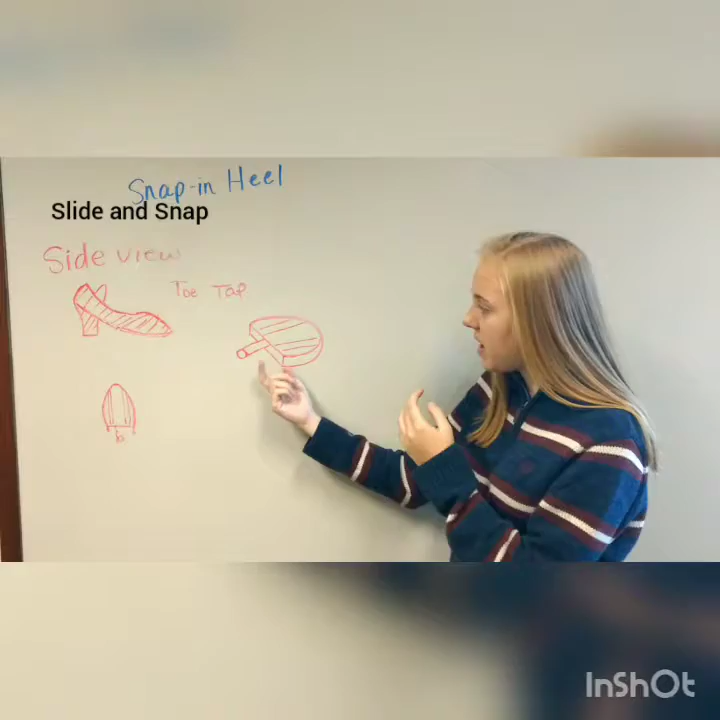 Snap-in Heel
Slide and Snap
Side view
Toe Tap
b
InShOt